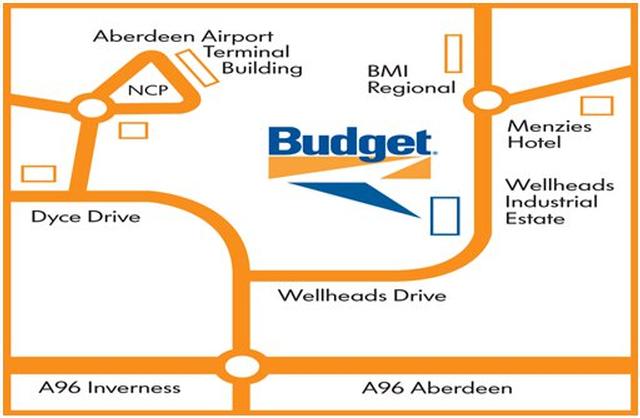 Aberdeen Airport
Terminal
Building
NCP
BMI
Regional
Menzies
Hotel
Budget®
Wellheads
Industrial
Estate
Dyce Drive
Wellheads Drive
A96 Inverness
A96 Aberdeen